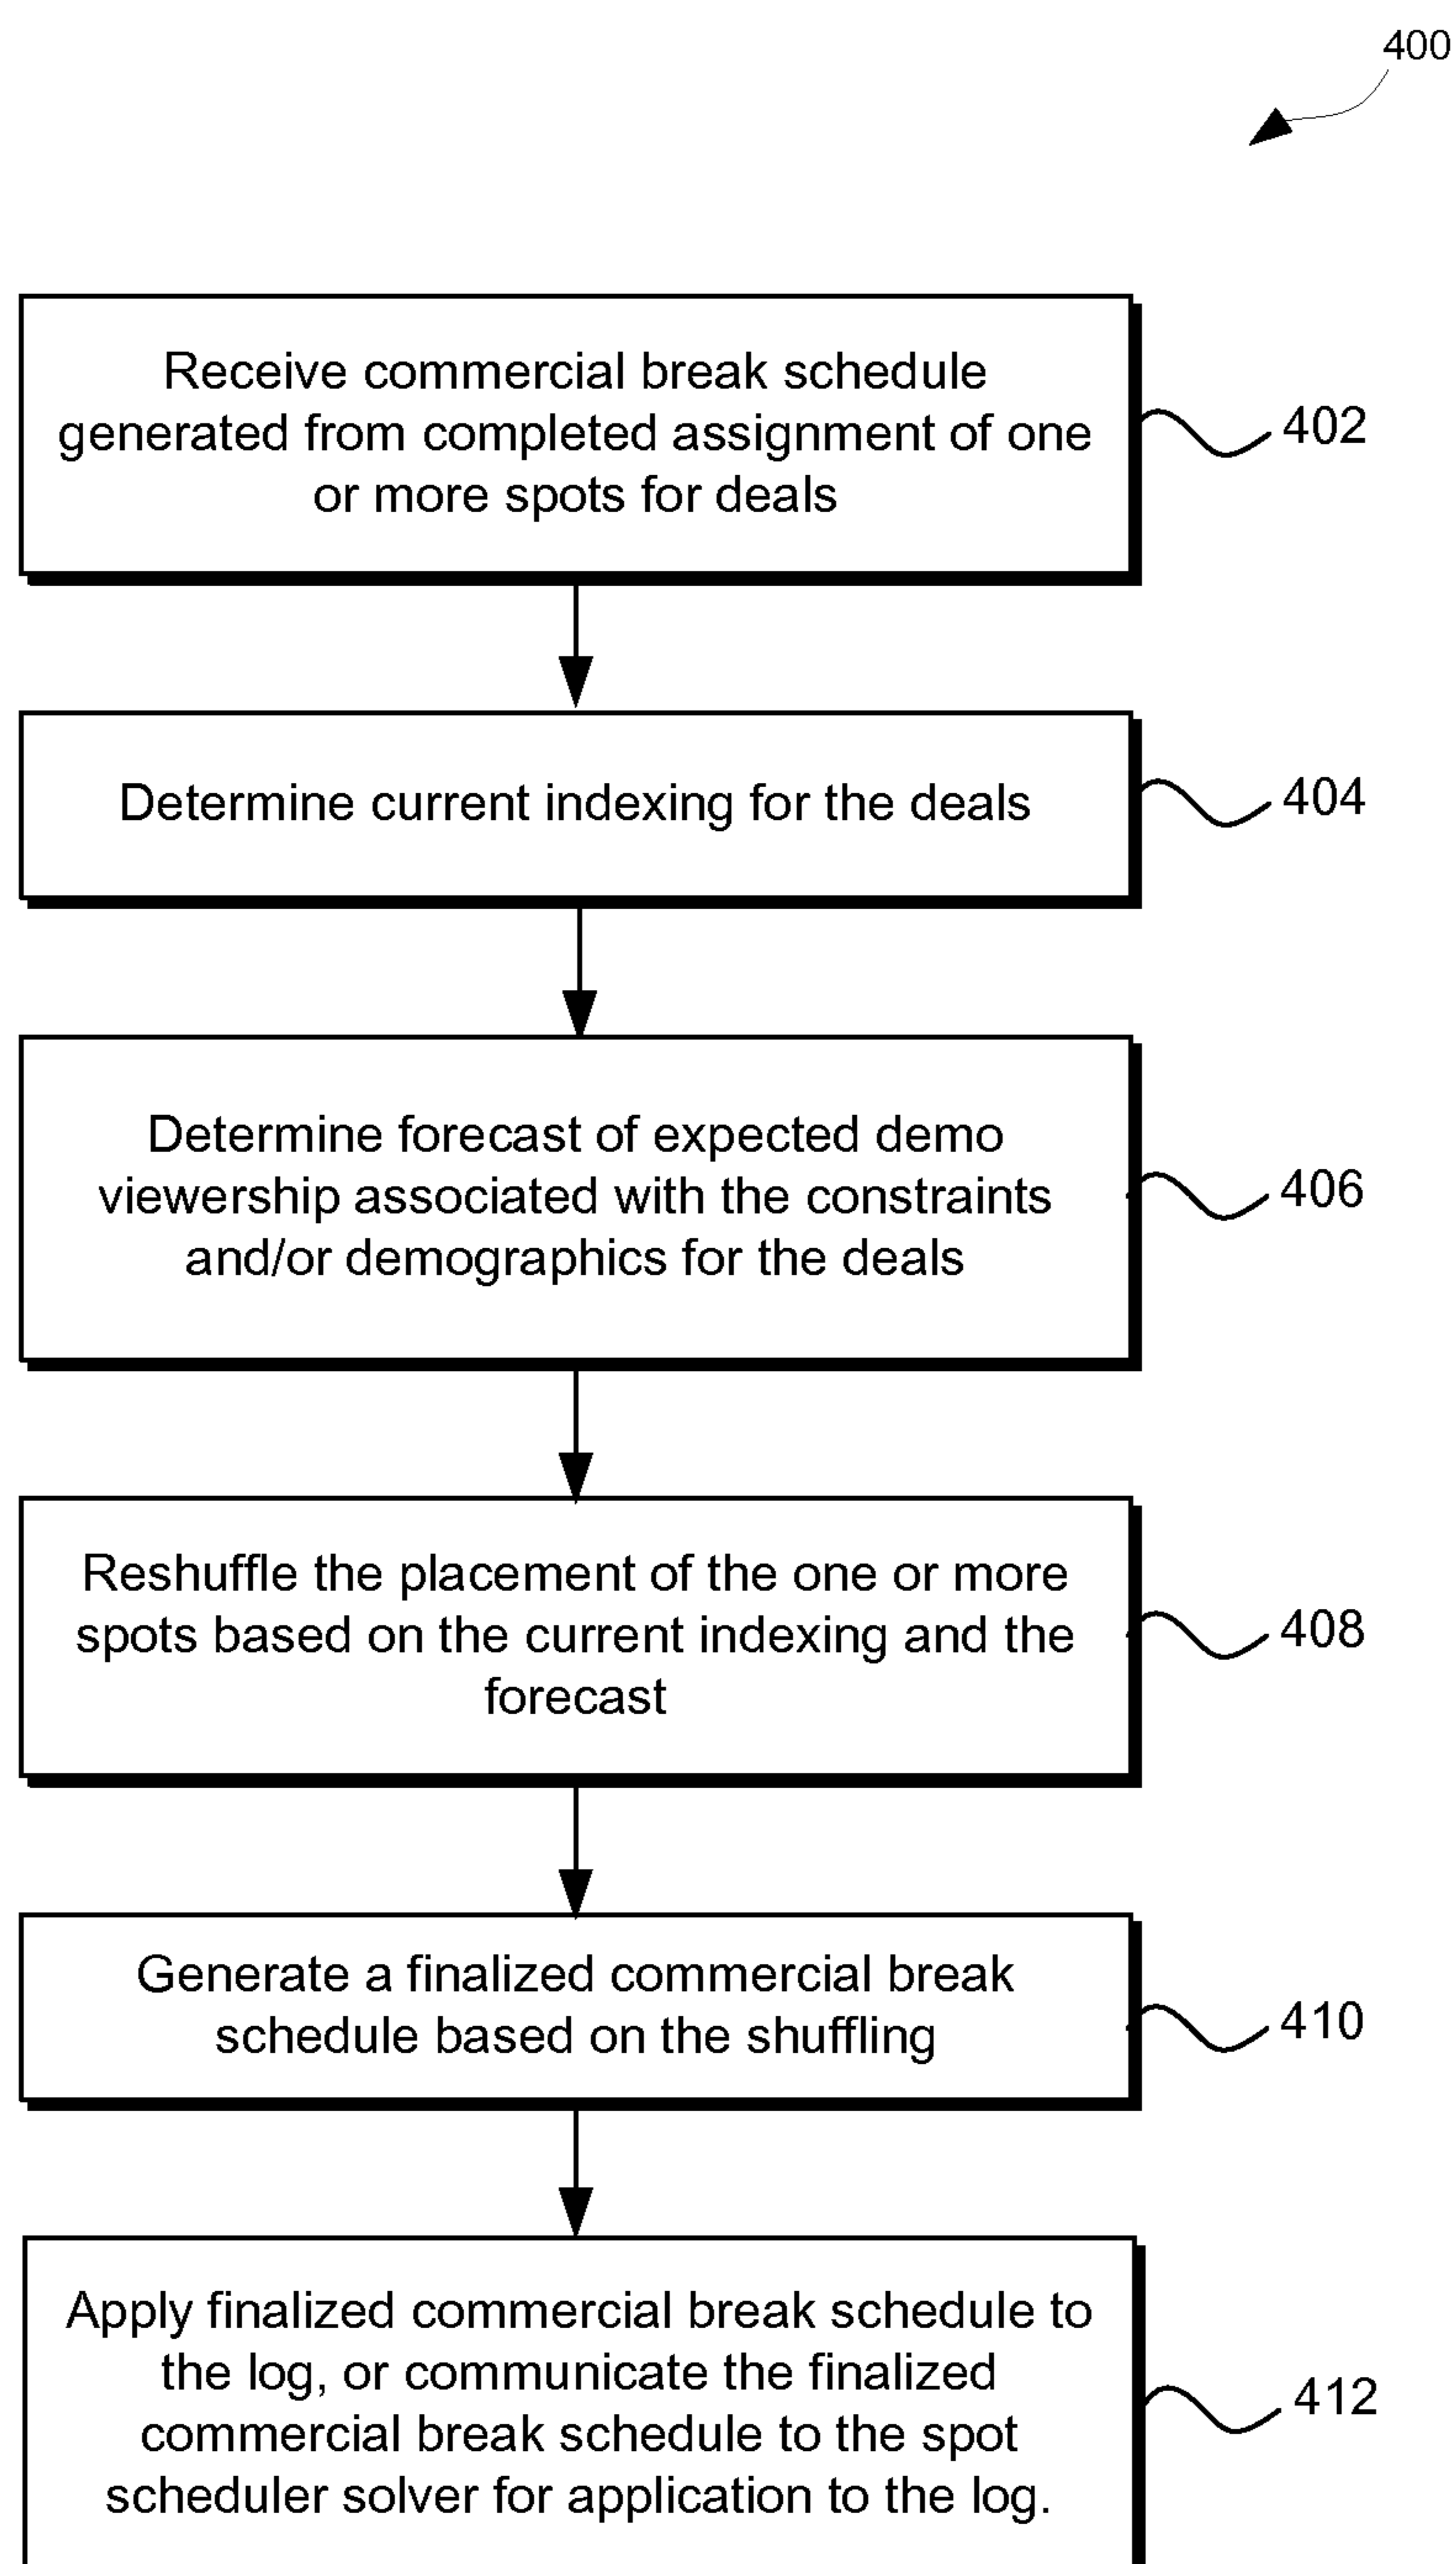 400
Receive commercial break schedule
generated from completed assignment of one
or more spots for deals
402
Determine current indexing for the deals
404
Determine forecast of expected demo
viewership associated with the constraints
and/or demographics for the deals
406
Reshuffle the placement of the one or more
spots based on the current indexing and the
forecast
408
Generate a finalized commercial break
schedule based on the shuffling
410
Apply finalized commercial break schedule to
the log, or communicate the finalized
commercial break schedule to the spot
scheduler solver for application to the log.
412